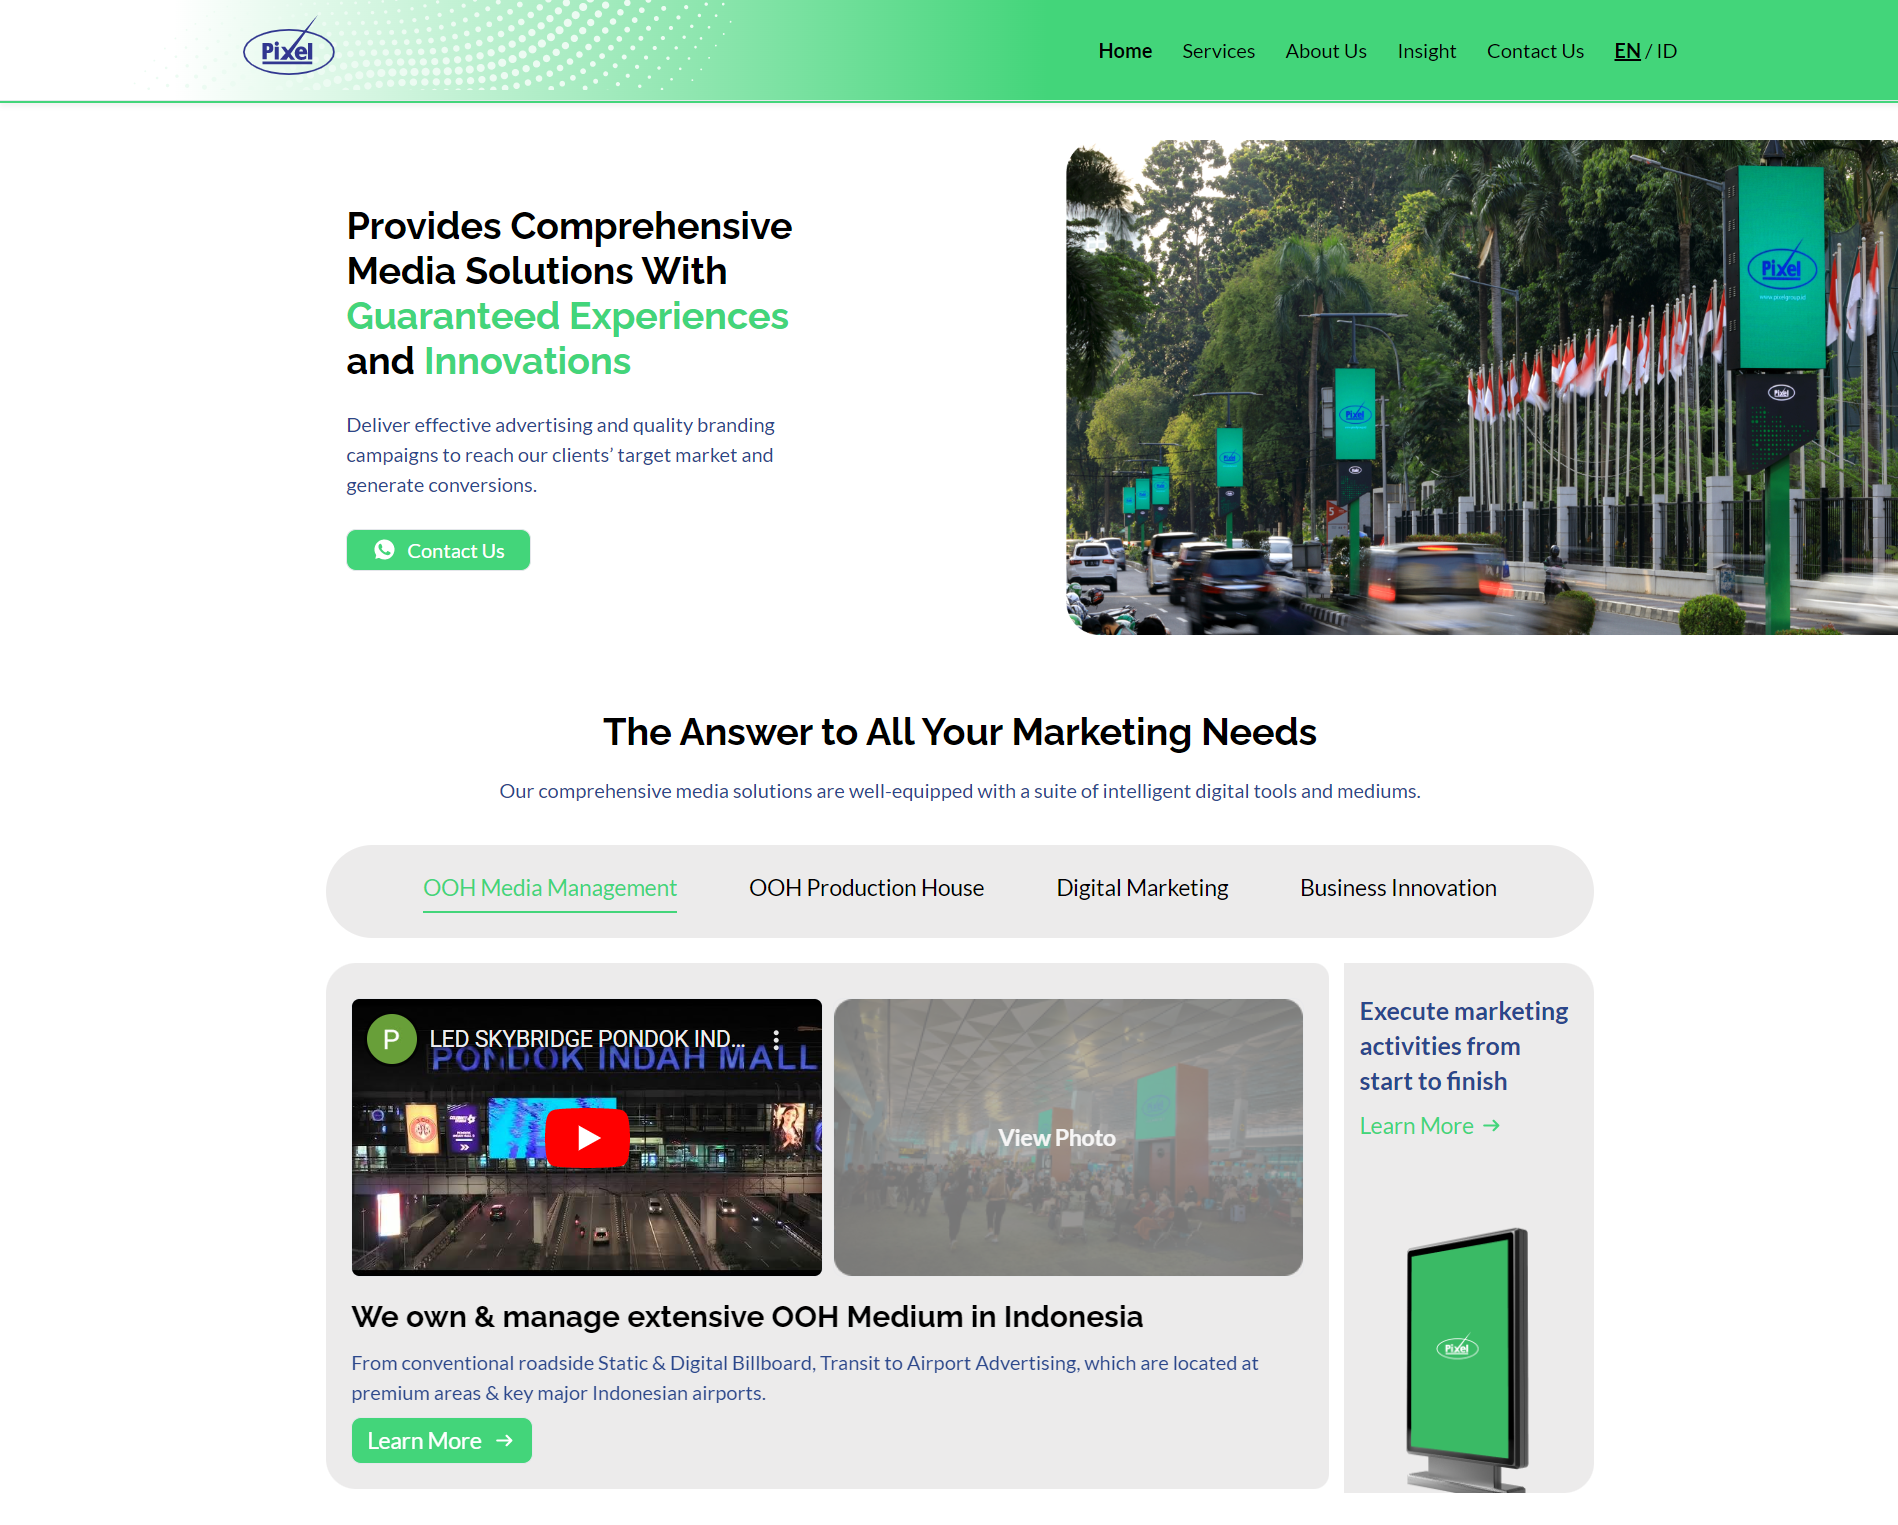 Pixel
Home
Services
About Us
Insight
Contact Us
EN / ID
Provides Comprehensive
Media Solutions With
Guaranteed Experiences
and Innovations
Deliver effective advertising and quality branding
campaigns to reach our clients’ target market and
generate conversions.
Contact Us
Pixel
www.pixelgroup.id
Pixel
Pixel
5
The Answer to All Your Marketing Needs
Our comprehensive media solutions are well-equipped with a suite of intelligent digital tools and mediums.
OOH Media Management
OOH Production House
Digital Marketing
Business Innovation
P
LED SKYBRIDGE PONDOK IND...
PONDOK INDAH MALL
View Photo
We own & manage extensive OOH Medium in Indonesia
From conventional roadside Static & Digital Billboard, Transit to Airport Advertising, which are located at
premium areas & key major Indonesian airports.
Learn More →
Execute marketing
activities from
start to finish
Learn More →
Pixel